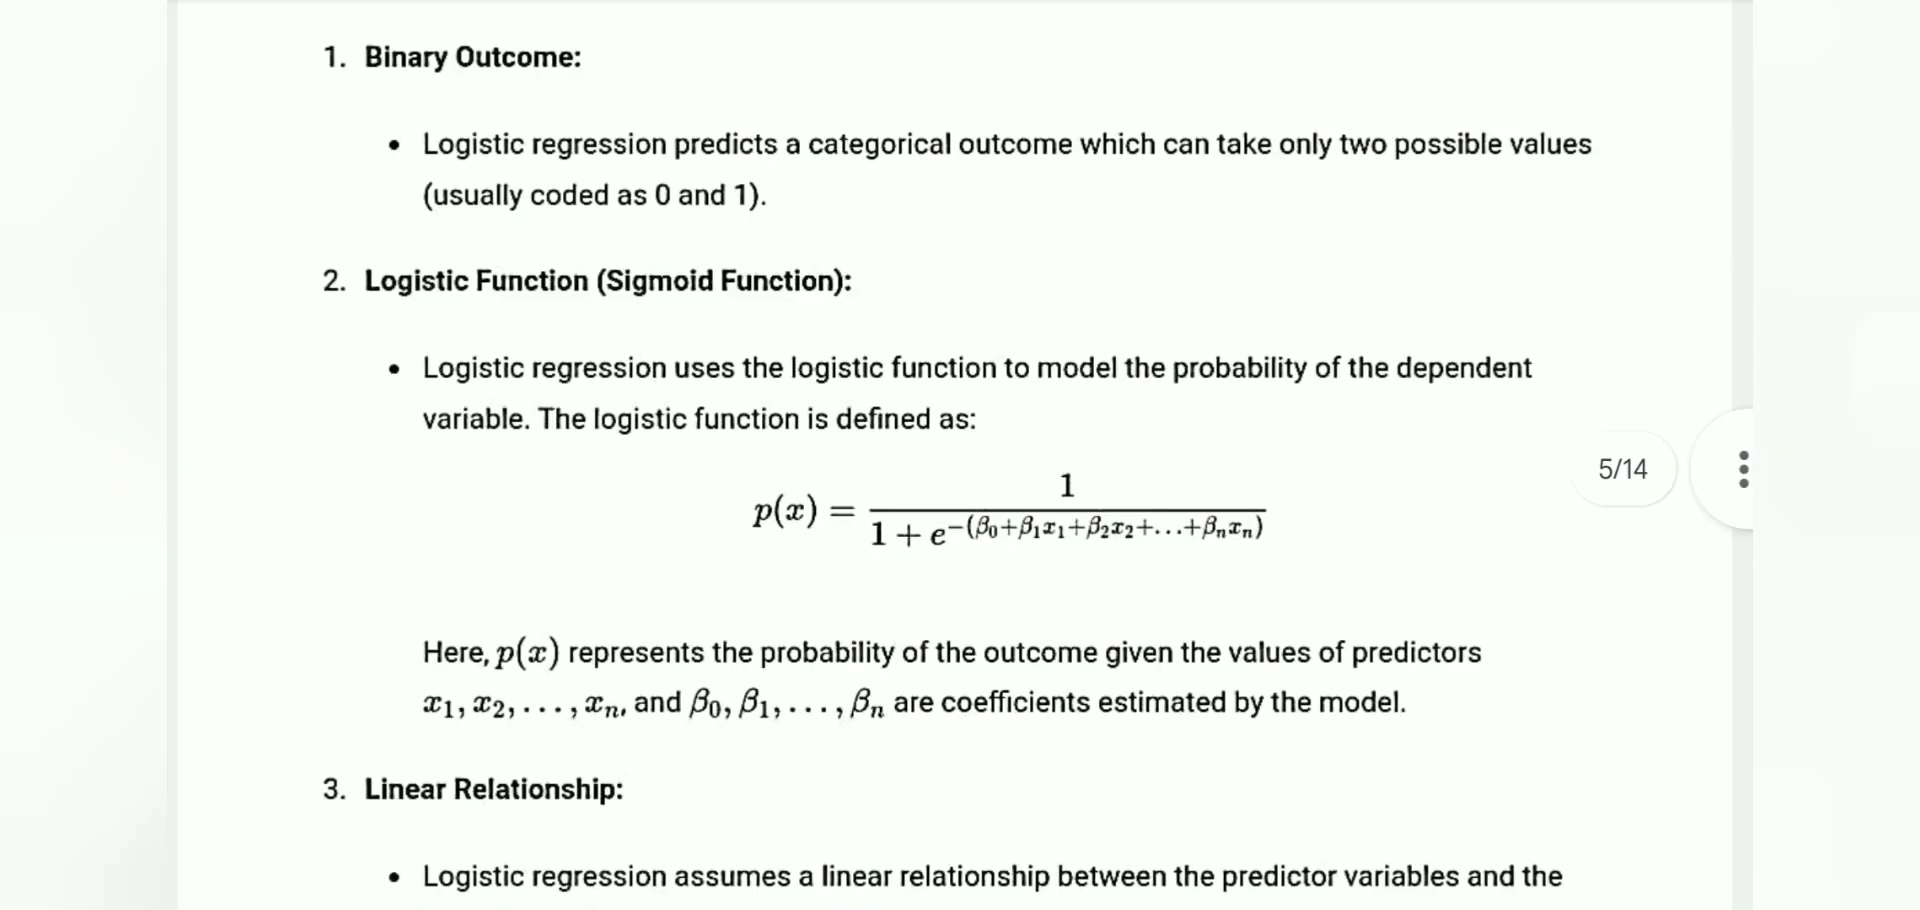 1. Binary Outcome:
• Logistic regression predicts a categorical outcome which can take only two possible values
(usually coded as 0 and 1).
2. Logistic Function (Sigmoid Function):
• Logistic regression uses the logistic function to model the probability of the dependent
variable. The logistic function is defined as:
p(x) = 1 / (1 + e^−(β₀+β₁x₁+β₂x₂+...+βₙxₙ))
5/14
Here, p(x) represents the probability of the outcome given the values of predictors
x₁, x₂, . . . , xₙ, and β₀, β₁, . . . , βₙ are coefficients estimated by the model.
3. Linear Relationship:
• Logistic regression assumes a linear relationship between the predictor variables and the